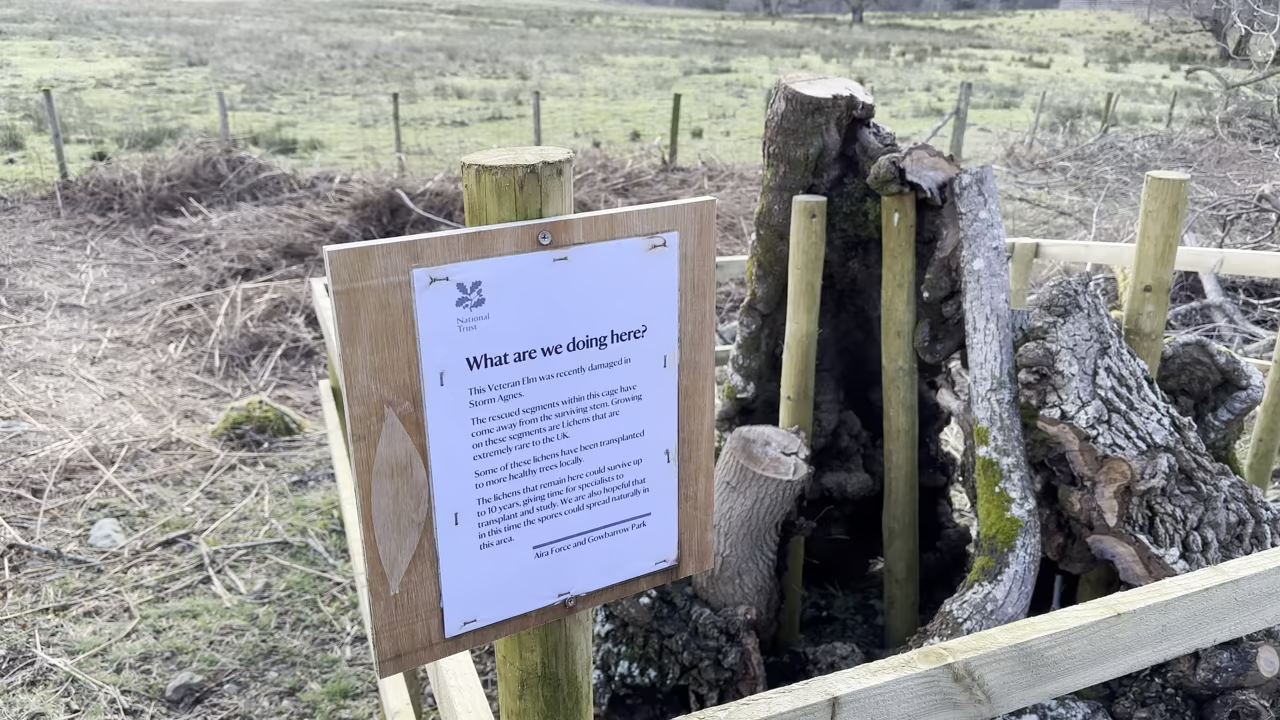 National
Trust
What are we doing here?
This Veteran Elm was recently damaged in
Storm Agnes.
The rescued segments within this cage have
come away from the surviving stem. Growing
on these segments are Lichens that are
extremely rare to the UK.
Some of these lichens have been transplanted
to more healthy trees locally.
The lichens that remain here could survive up
to 10 years, giving time for specialists to
transplant and study. We are also hopeful that
in this time the spores could spread naturally in
this area.
Aira Force and Gowbarrow Park